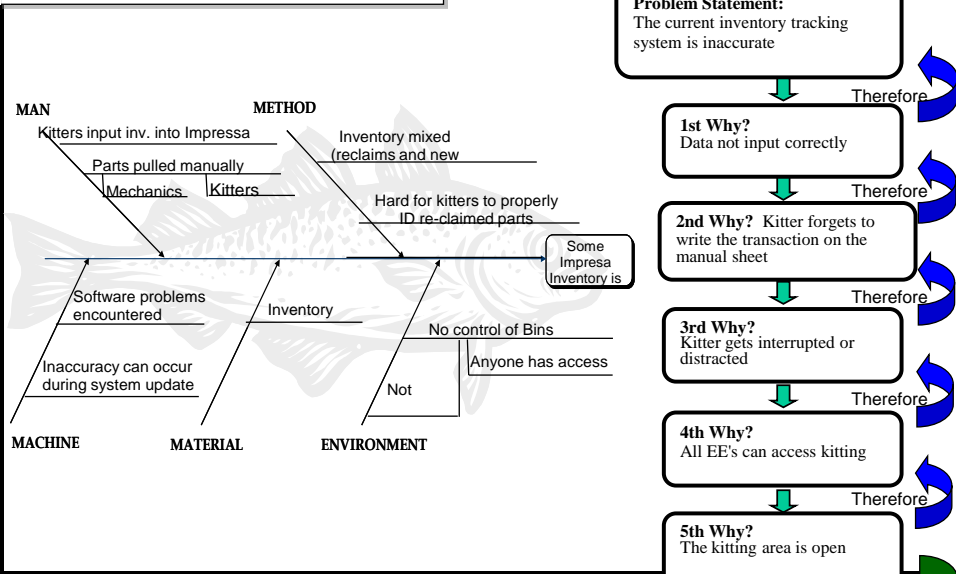 MAN
Kitters input inv. into Impressa
Parts pulled manually
Mechanics
Kitters
METHOD
Inventory mixed
(reclaims and new
Hard for kitters to properly
ID re-claimed parts
Some
Impresa
Inventory is
Software problems
encountered
Inaccuracy can occur
during system update
MACHINE
Inventory
MATERIAL
No control of Bins
Anyone has access
Not
ENVIRONMENT
Problem Statement:
The current inventory tracking
system is inaccurate
Therefore
1st Why?
Data not input correctly
Therefore
2nd Why? Kitter forgets to
write the transaction on the
manual sheet
Therefore
3rd Why?
Kitter gets interrupted or
distracted
Therefore
4th Why?
All EE's can access kitting
Therefore
5th Why?
The kitting area is open